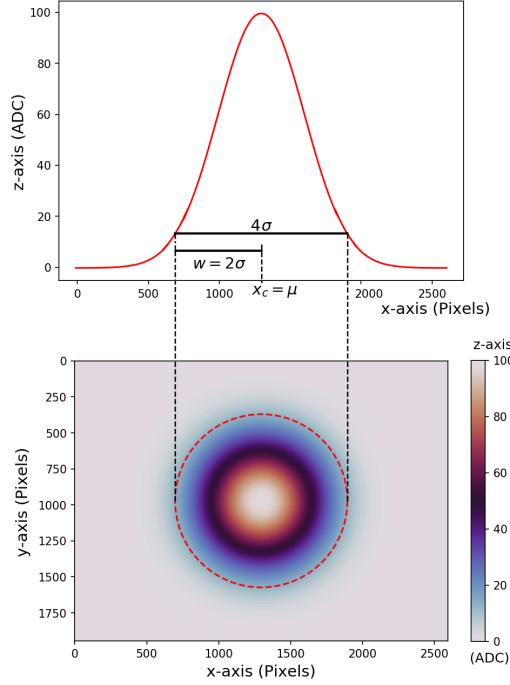 100
80
60
40
20
0
z-axis (ADC)
4σ
w = 2σ
x_c = μ
0 500 1000 2000 2500
x-axis (Pixels)
z-axis
0
250
500
750
1000
1250
1500
1750
y-axis (Pixels)
0 500 1000 1500 2000 2500
x-axis (Pixels)
100
80
60
40
20
0
(ADC)